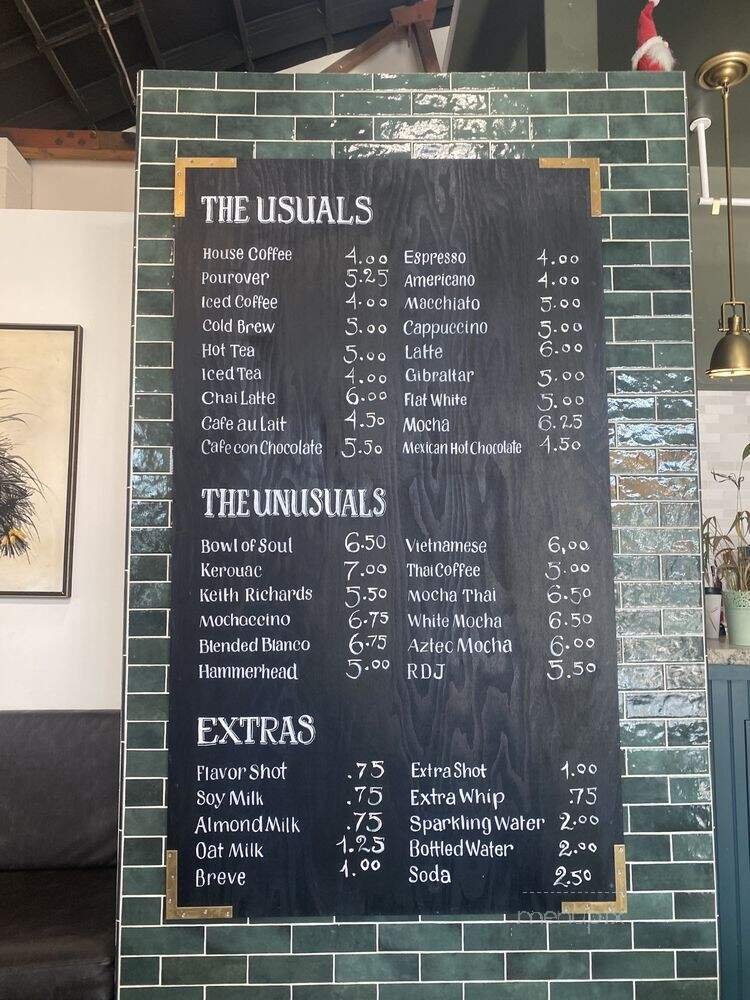 THE USUALS
House Coffee 4.00
Pourover 5.25
Iced Coffee 4.00
Cold Brew 5.00
Hot Tea 5.00
Iced Tea 4.00
Chai Latte 6.00
Cafe au Lait 4.50
Cafe con Chocolate 5.50
Espresso 4.00
Americano 4.00
Macchiato 5.00
Cappuccino 5.00
Latte 6.00
Gibraltar 5.00
Flat White 5.00
Mocha 6.25
Mexican Hot Chocolate 4.50
THE UNUSUALS
Bowl of Soul 6.50
Kerouac 7.00
Keith Richards 5.50
Mochaccino 6.75
Blended Blanco 6.75
Hammerhead 5.00
Vietnamese 6,00
Thai Coffee 5.00
Mocha Thai 6.50
White Mocha 6.50
Aztec Mocha 6.00
RDJ 5.50
EXTRAS
Flavor Shot .75
Soy Milk .75
Almond Milk .75
Oat Milk 1.25
Breve 1.00
Extra Shot 1.00
Extra Whip .75
Sparkling Water 2.00
Bottled Water 2.00
Soda 2.50